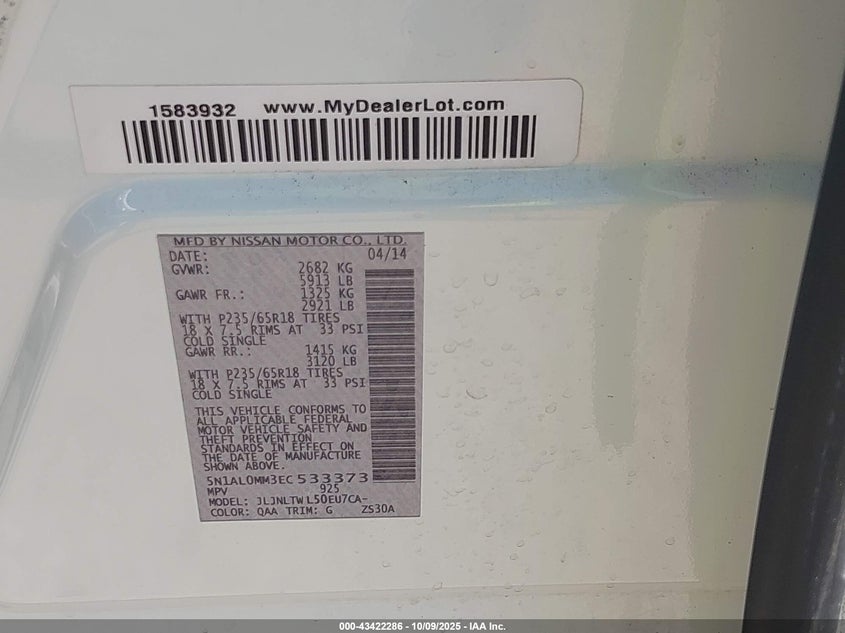 1583932 www.MyDealerLot.com
MFD BY NISSAN MOTOR CO., LTD.
DATE: 04/14
GVWR: 2682 KG
5913 LB
GAWR FR.: 1325 KG
2921 LB
WITH P235/65R18 TIRES
18 X 7.5 RIMS AT 33 PSI
COLD SINGLE
GAWR RR.: 1415 KG
3120 LB
WITH P235/65R18 TIRES
18 X 7.5 RIMS AT 33 PSI
COLD SINGLE
THIS VEHICLE CONFORMS TO
ALL APPLICABLE FEDERAL
MOTOR VEHICLE SAFETY AND
THEFT PREVENTION
STANDARDS IN EFFECT ON
THE DATE OF MANUFACTURE
SHOWN ABOVE.
5N1AL0MM3EC533373
MPV 925
MODEL: JLJNLTWL50EU7CA-
COLOR: QAA TRIM: G ZS30A
000-43422286 - 10/09/2025 - IAA Inc.